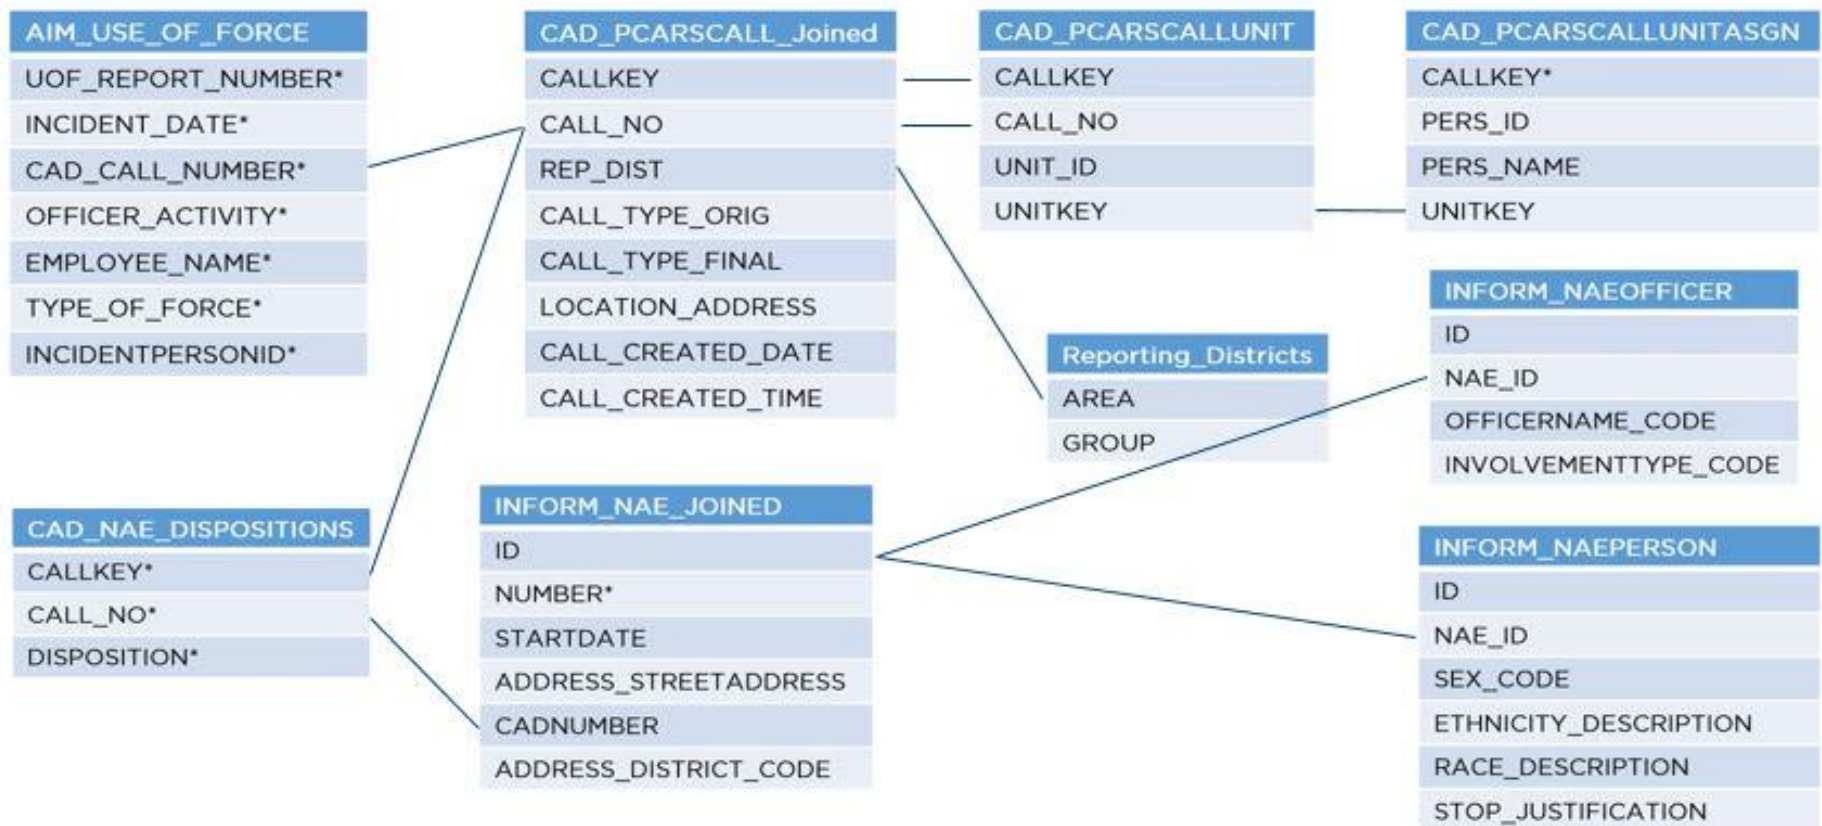 AIM_USE_OF_FORCE
UOF_REPORT_NUMBER*
INCIDENT_DATE*
CAD_CALL_NUMBER*
OFFICER_ACTIVITY*
EMPLOYEE_NAME*
TYPE_OF_FORCE*
INCIDENTPERSONID*
CAD_PCARSCALL_Joined
CALLKEY
CALL_NO
REP_DIST
CALL_TYPE_ORIG
CALL_TYPE_FINAL
LOCATION_ADDRESS
CALL_CREATED_DATE
CALL_CREATED_TIME
CAD_PCARSCALLUNIT
CALLKEY
CALL_NO
UNIT_ID
UNITKEY
CAD_PCARSCALLUNITASGN
CALLKEY*
PERS_ID
PERS_NAME
UNITKEY
Reporting_Districts
AREA
GROUP
INFORM_NAEOFFICER
ID
NAE_ID
OFFICERNAME_CODE
INVOLVEMENTTYPE_CODE
CAD_NAE_DISPOSITIONS
CALLKEY*
CALL_NO*
DISPOSITION*
INFORM_NAE_JOINED
ID
NUMBER*
STARTDATE
ADDRESS_STREETADDRESS
CADNUMBER
ADDRESS_DISTRICT_CODE
INFORM_NAEPERSON
ID
NAE_ID
SEX_CODE
ETHNICITY_DESCRIPTION
RACE_DESCRIPTION
STOP_JUSTIFICATION